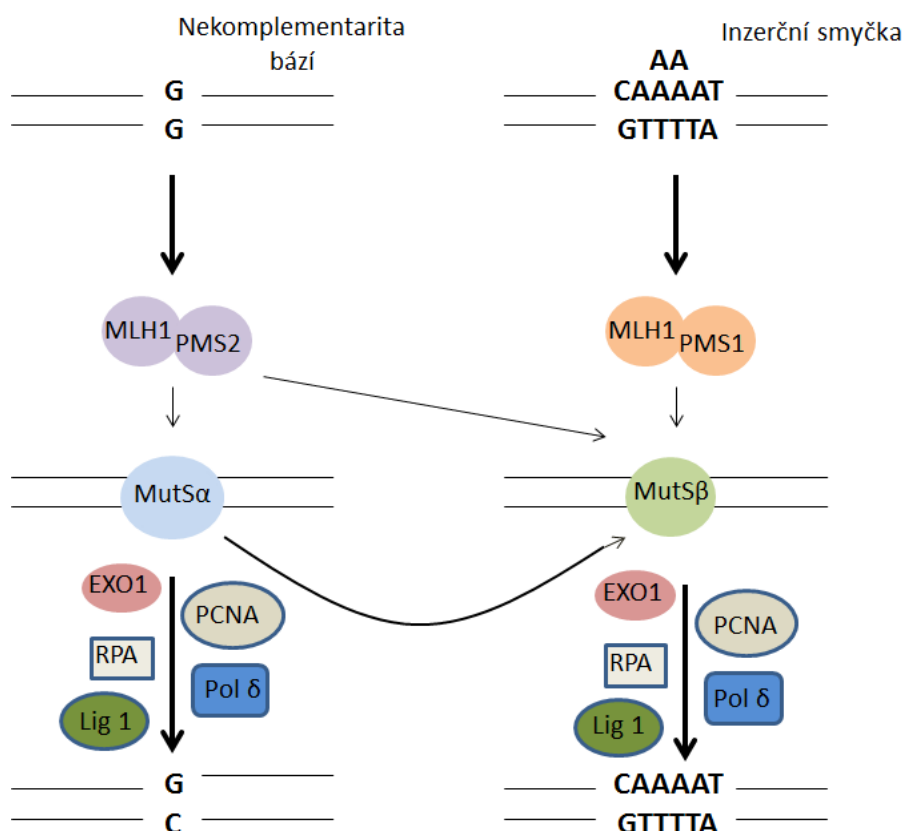 Nekomplementarita
bází
G
G
MLH1
PMS2
MutSα
EXO1
PCNA
RPA
Pol δ
Lig 1
G
C
Inzerční smyčka
AA
CAAAAT
GTTTTA
MLH1
PMS1
MutSβ
EXO1
PCNA
RPA
Pol δ
Lig 1
CAAAAT
GTTTTA